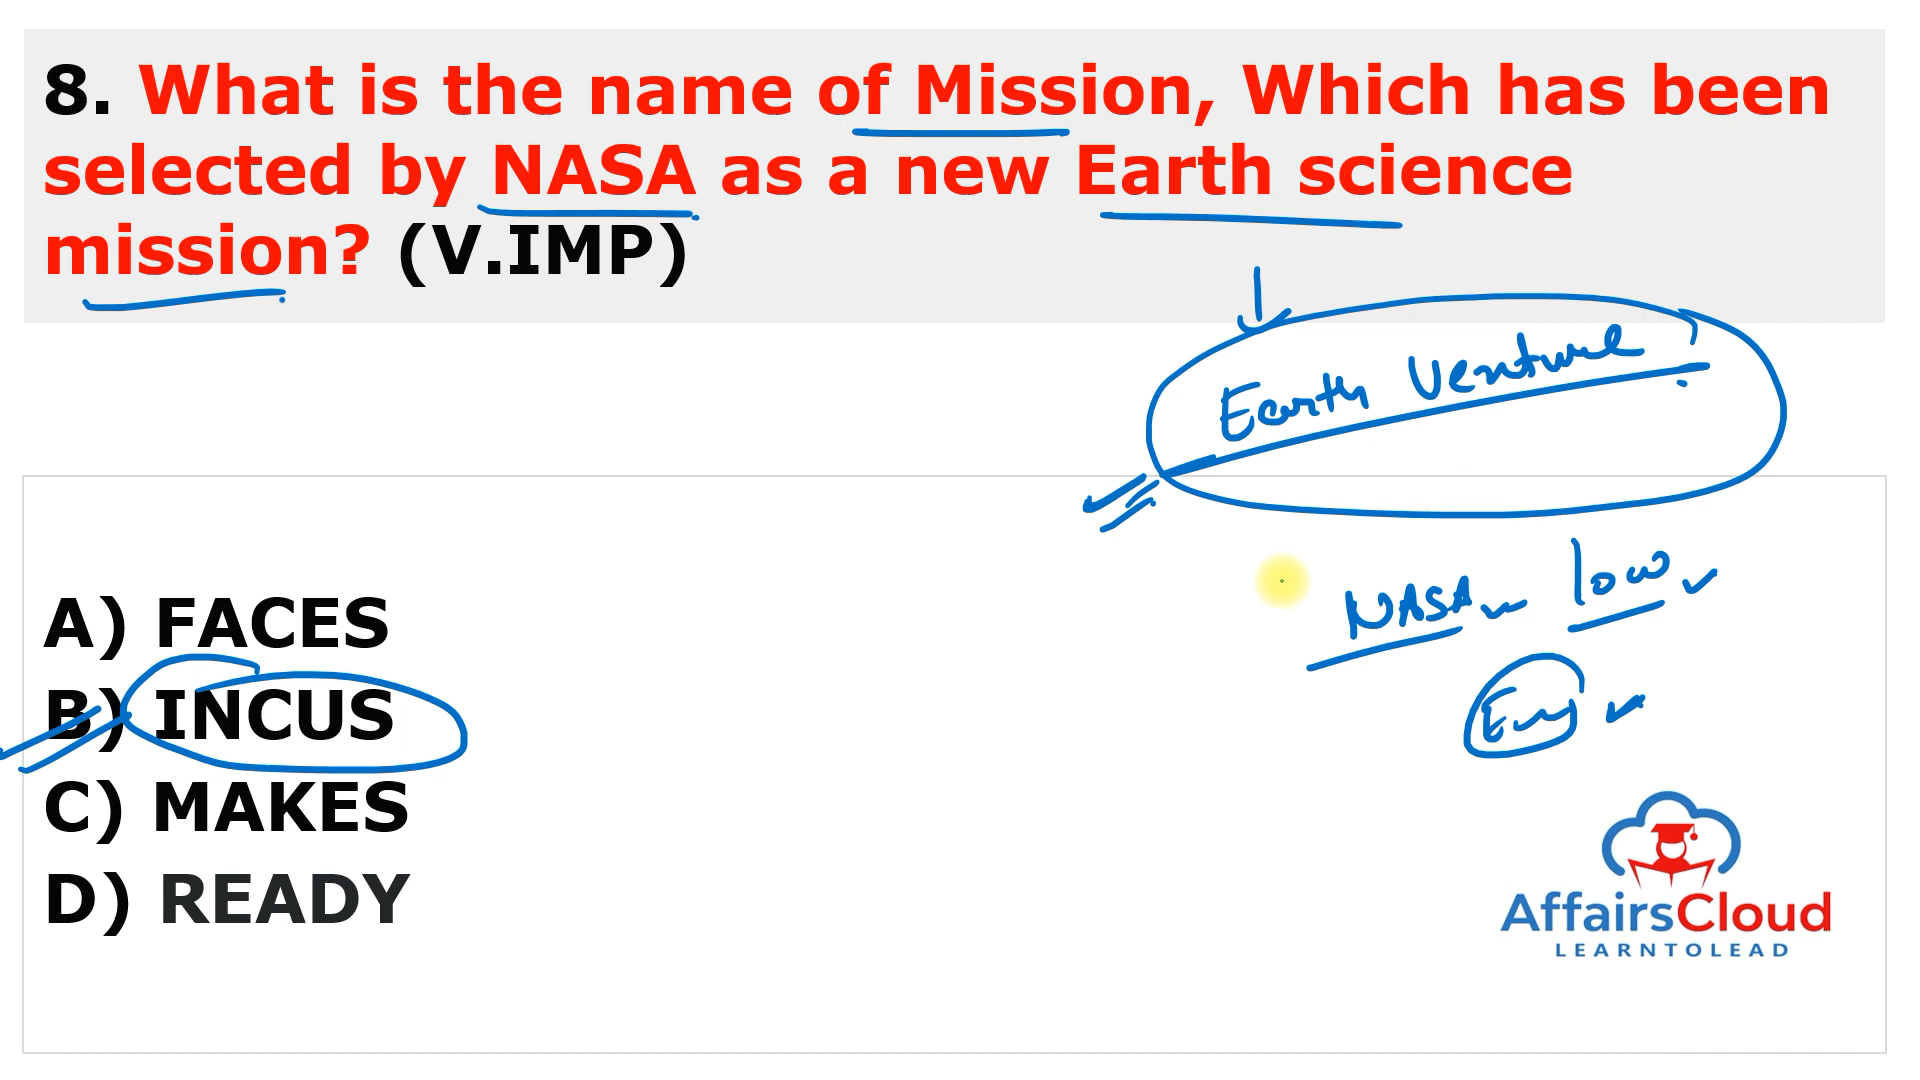 8. What is the name of Mission, Which has been
selected by NASA as a new Earth science
mission? (V.IMP)
Earth Venture
NASA low
A) FACES
B) INCUS
C) MAKES
D) READY
AffairsCloud
LEARNTOLEAD